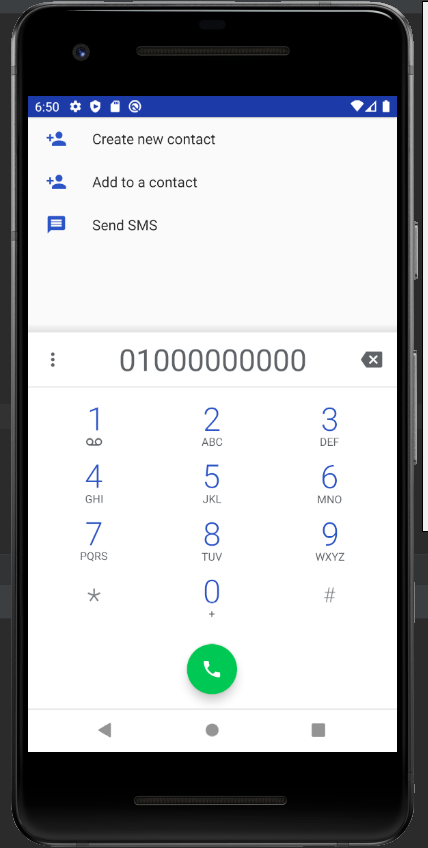 6:50
Create new contact
Add to a contact
Send SMS
01000000000
1 2 3
ABC DEF
4 5 6
GHI JKL MNO
7 8 9
PQRS TUV WXYZ
* 0 #
+